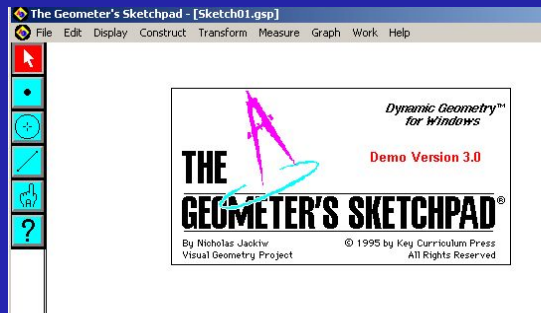 The Geometer's Sketchpad - [Sketch01.gsp]
File Edit Display Construct Transform Measure Graph Work Help
A
?
Dynamic Geometry™
for Windows
Demo Version 3.0
THE
GEOMETER'S SKETCHPAD®
By Nicholas Jackiw
Visual Geometry Project
© 1995 by Key Curriculum Press
All Rights Reserved